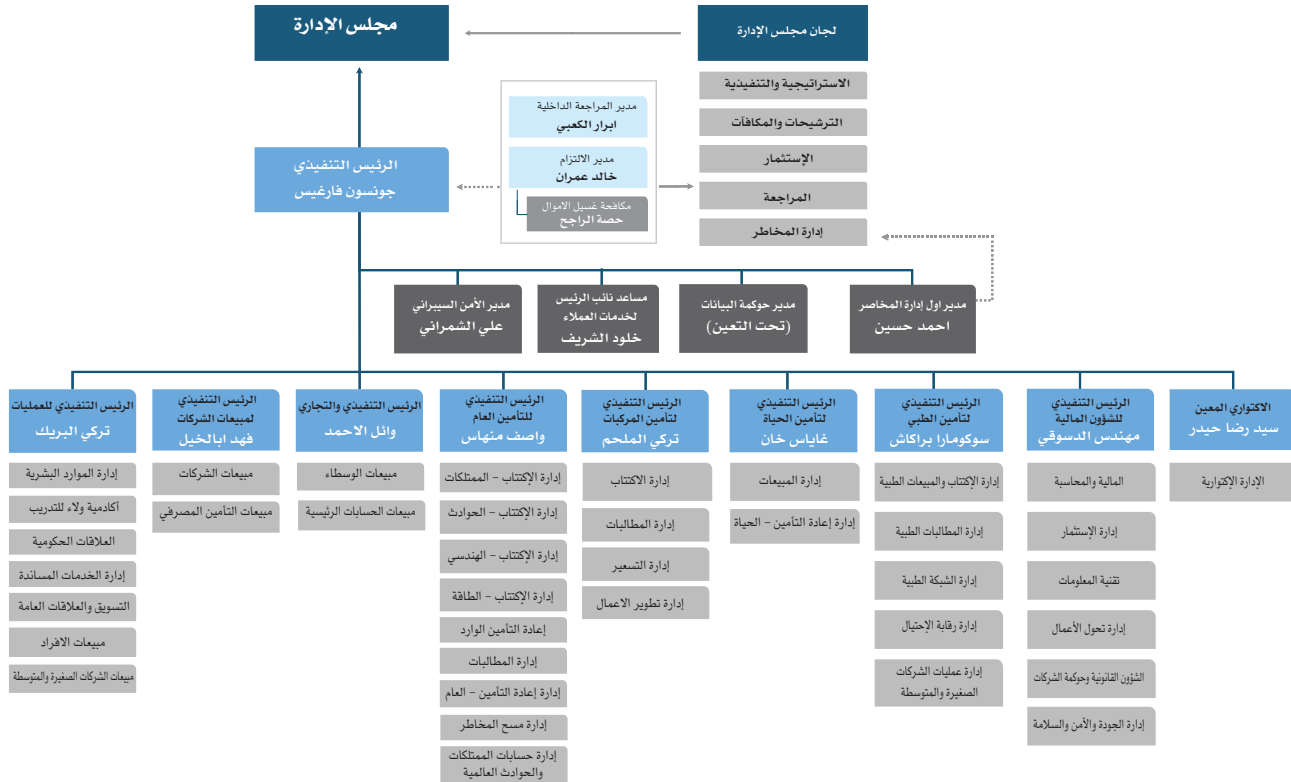 مجلس الإدارة
لجان مجلس الإدارة
الاستراتيجية والتنفيذية
الترشيحات والمكافآت
الإستثمار
المراجعة
إدارة المخاطر
مدير المراجعة الداخلية
ابرار الكعبي
مدير الالتزام
خالد عمران
مكافحة غسيل الاموال
حصة الراجح
الرئيس التنفيذي
جونسون فارغيس
مدير اول إدارة المخاصر
احمد حسين
مدير حوكمة البيانات
(تحت التعين)
مساعد نائب الرئيس
لخدمات العملاء
خلود الشريف
مدير الأمن السيبراني
علي الشمراني
الاكتواري المعين
سيد رضا حيدر
الإدارة الإكتوارية
الرئيس التنفيذي
للشؤون المالية
مهندس الدسوقي
المالية والمحاسبة
إدارة الإستثمار
تقنية المعلومات
إدارة تحول الأعمال
الشؤون القانونية وحوكمة الشركات
إدارة الجودة والأمن والسلامة
الرئيس التنفيذي
لتأمين الطبي
سوكومارا براكاش
إدارة الإكتاب والمبيعات الطبية
إدارة المطالبات الطبية
إدارة الشبكة الطبية
إدارة رقابة الإحتيال
إدارة عمليات الشركات
الصغيرة والمتوسطة
الرئيس التنفيذي
لتأمين الحياة
غاياس خان
إدارة المبيعات
إدارة إعادة التأمين – الحياة
الرئيس التنفيذي
لتأمين المركبات
تركي الملحم
إدارة الاكتتاب
إدارة المطالبات
إدارة التسعير
إدارة تطوير الاعمال
الرئيس التنفيذي
للتأمين العام
واصف منهاس
إدارة الإكتتاب – الممتلكات
إدارة الإكتتاب – الحوادث
إدارة الإكتتاب – الهندسي
إدارة الإكتتاب – الطاقة
إعادة التأمين الوارد
إدارة المطالبات
إدارة إعادة التأمين – العام
إدارة مسح المخاطر
إدارة حسابات الممتلكات
والحوادث العالمية
الرئيس التنفيذي والتجاري
وائل الاحمد
مبيعات الوسطاء
مبيعات الحسابات الرئيسية
الرئيس التنفيذي
لمبيعات الشركات
فهد ابالخيل
مبيعات الشركات
مبيعات التأمين المصرفي
الرئيس التنفيذي للعمليات
تركي البريك
إدارة الموارد البشرية
أكادمية ولاء للتدريب
العلاقات الحكومية
إدارة الخدمات المساندة
التسويق والعلاقات العامة
مبيعات الافراد
مبيعات الشركات الصغيرة والمتوسطة